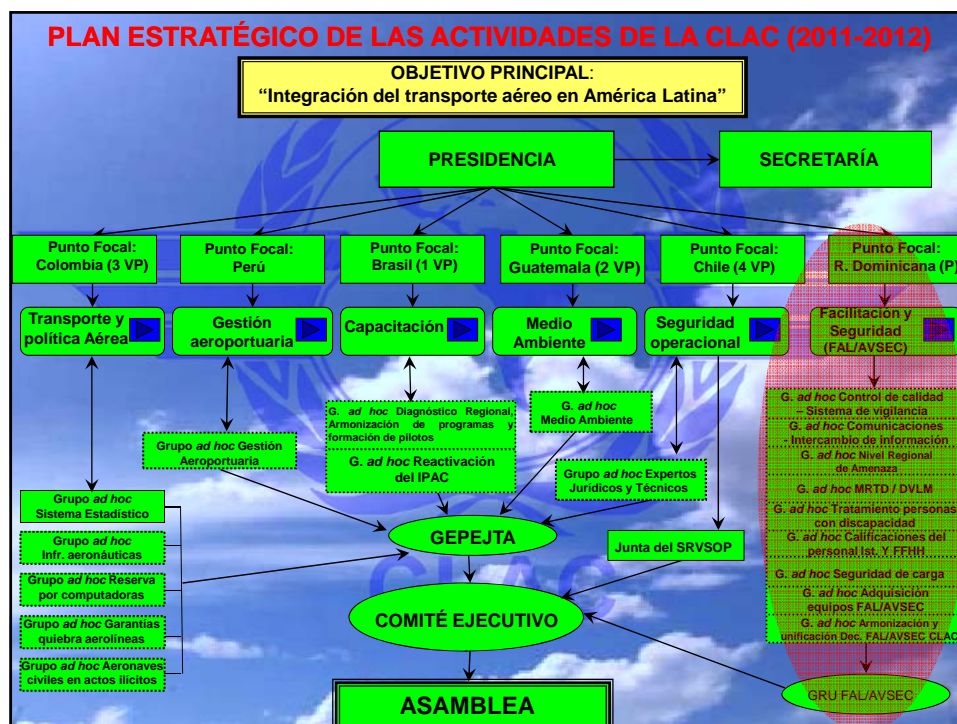 PLAN ESTRATÉGICO DE LAS ACTIVIDADES DE LA CLAC (2011-2012)
OBJETIVO PRINCIPAL:
“Integración del transporte aéreo en América Latina”
PRESIDENCIA
SECRETARÍA
Punto Focal:
Colombia (3 VP)
Punto Focal:
Perú
Punto Focal:
Brasil (1 VP)
Punto Focal:
Guatemala (2 VP)
Punto Focal:
Chile (4 VP)
Punto Focal:
R. Dominicana (P)
Transporte y
política Aérea
Gestión
aeroportuaria
Capacitación
Medio
Ambiente
Seguridad
operacional
Facilitación y
Seguridad
(FAL/AVSEC)
G. ad hoc Diagnóstico Regional,
Armonización de programas y
formación de pilotos
G. ad hoc Reactivación
del IPAC
G. ad hoc
Medio Ambiente
Grupo ad hoc Gestión
Aeroportuaria
Grupo ad hoc Expertos
Jurídicos y Técnicos
G. ad hoc Control de calidad
– Sistema de vigilancia
G. ad hoc Comunicaciones
- Intercambio de información
G. ad hoc Nivel Regional
de Amenaza
G. ad hoc MRTD / DVLM
G. ad hoc Tratamiento personas
con discapacidad
G. ad hoc Calificaciones del
personal Ist. Y FFHH
G. ad hoc Seguridad de carga
G. ad hoc Adquisición
equipos FAL/AVSEC
G. ad hoc Armonización y
unificación Dec. FAL/AVSEC CLAC
Grupo ad hoc
Sistema Estadístico
Grupo ad hoc
Infr. aeronáuticas
Grupo ad hoc Reserva
por computadoras
Grupo ad hoc Garantías
quiebra aerolíneas
Grupo ad hoc Aeronaves
civiles en actos ilícitos
GEPEJTA
Junta del SRVSOP
CLAC
COMITÉ EJECUTIVO
GRU FAL/AVSEC
ASAMBLEA